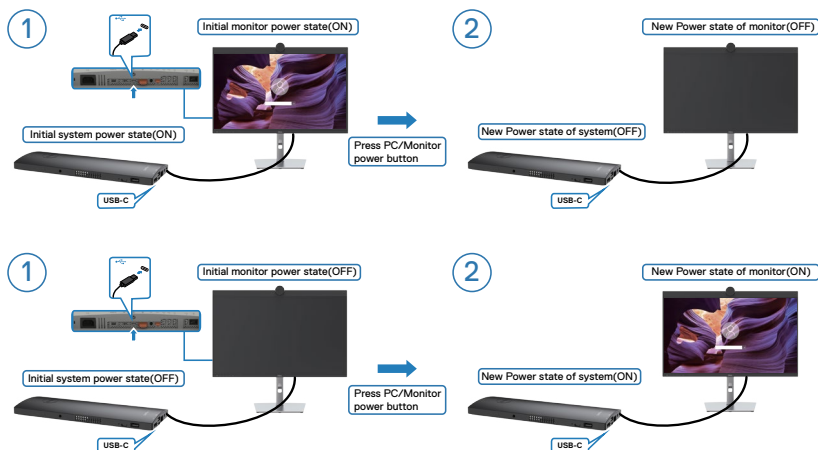 1
Initial monitor power state(ON)
Initial system power state(ON)
USB-C
Press PC/Monitor
power button
2
New Power state of monitor(OFF)
New Power state of system(OFF)
USB-C
1
Initial monitor power state(OFF)
Initial system power state(OFF)
USB-C
Press PC/Monitor
power button
2
New Power state of monitor(ON)
New Power state of system(ON)
USB-C